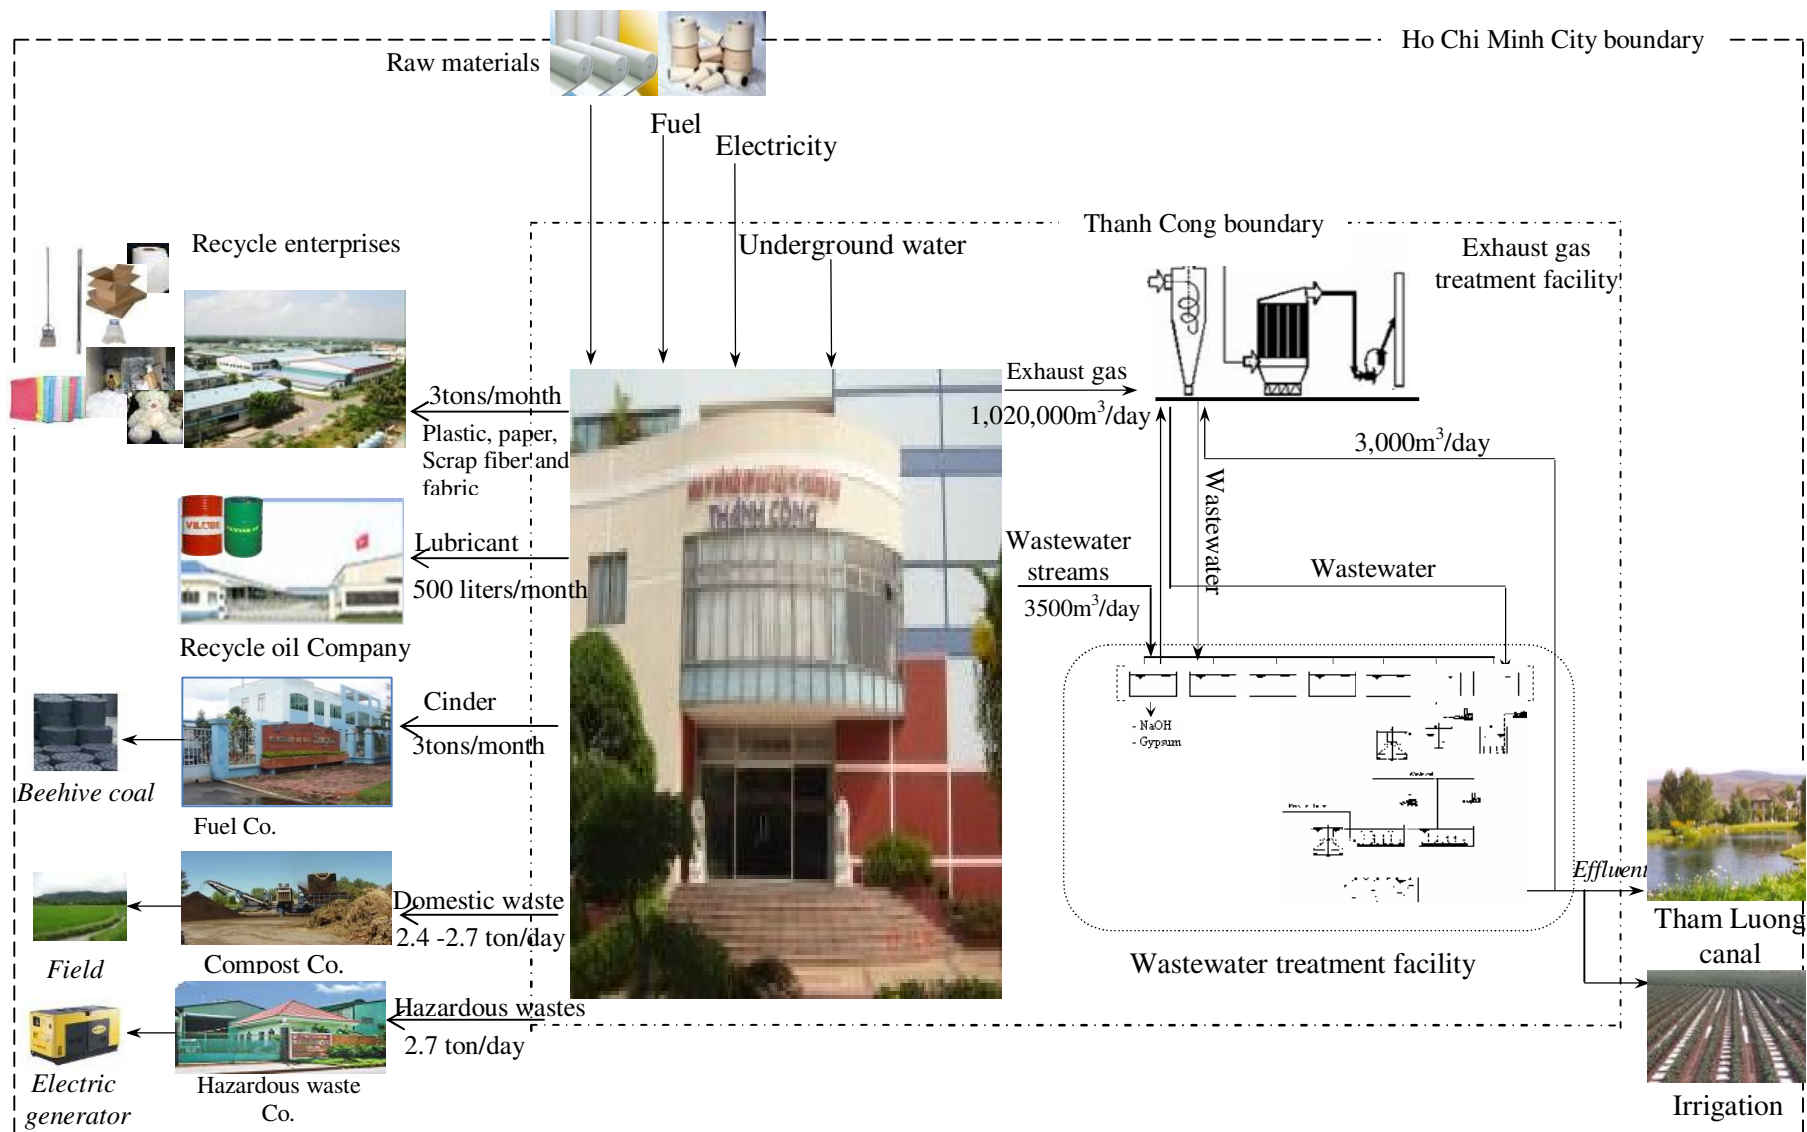 Ho Chi Minh City boundary
Raw materials
Fuel
Electricity
Thanh Cong boundary
Underground water
Exhaust gas
treatment facility
Recycle enterprises
3tons/month
Plastic, paper,
Scrap fiber and
fabric
Exhaust gas
1,020,000m³/day
3,000m³/day
THÀNH CÔNG
VILUBE
Lubricant
500 liters/month
Recycle oil Company
Wastewater
streams
3500m³/day
Wastewater
Wastewater
Cinder
3tons/month
Beehive coal
Fuel Co.
- NaOH
- Gypsum
Domestic waste
2.4 -2.7 ton/day
Field
Compost Co.
Effluent
Tham Luong
canal
Wastewater treatment facility
Hazardous wastes
2.7 ton/day
Electric
generator
Hazardous waste
Co.
Irrigation